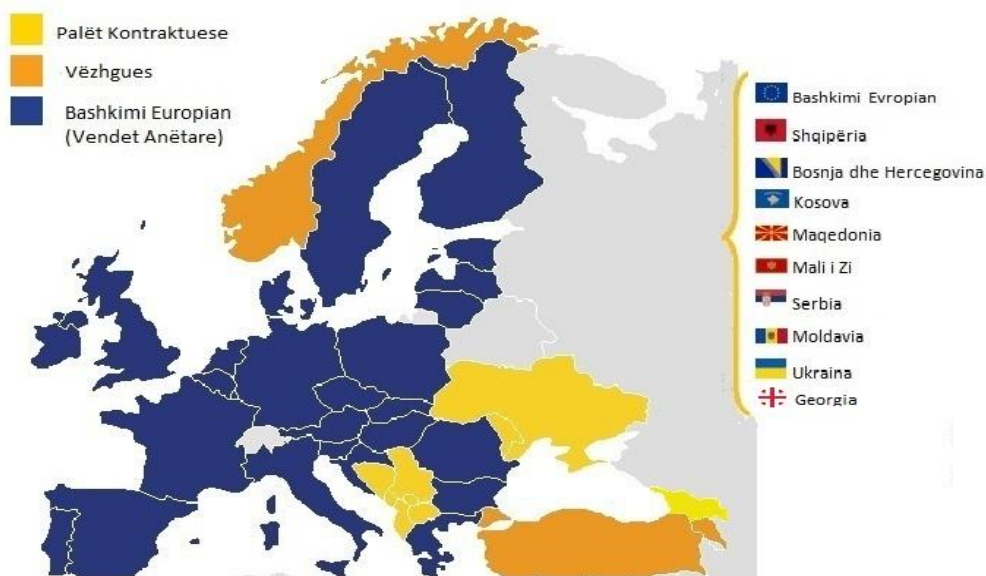 Palët Kontraktuese
Vëzhgues
Bashkimi Europian
(Vendet Anëtare)
Bashkimi Evropian
Shqipëria
Bosnja dhe Hercegovina
Kosova
Maqedonia
Mali i Zi
Serbia
Moldavia
Ukraina
Georgia